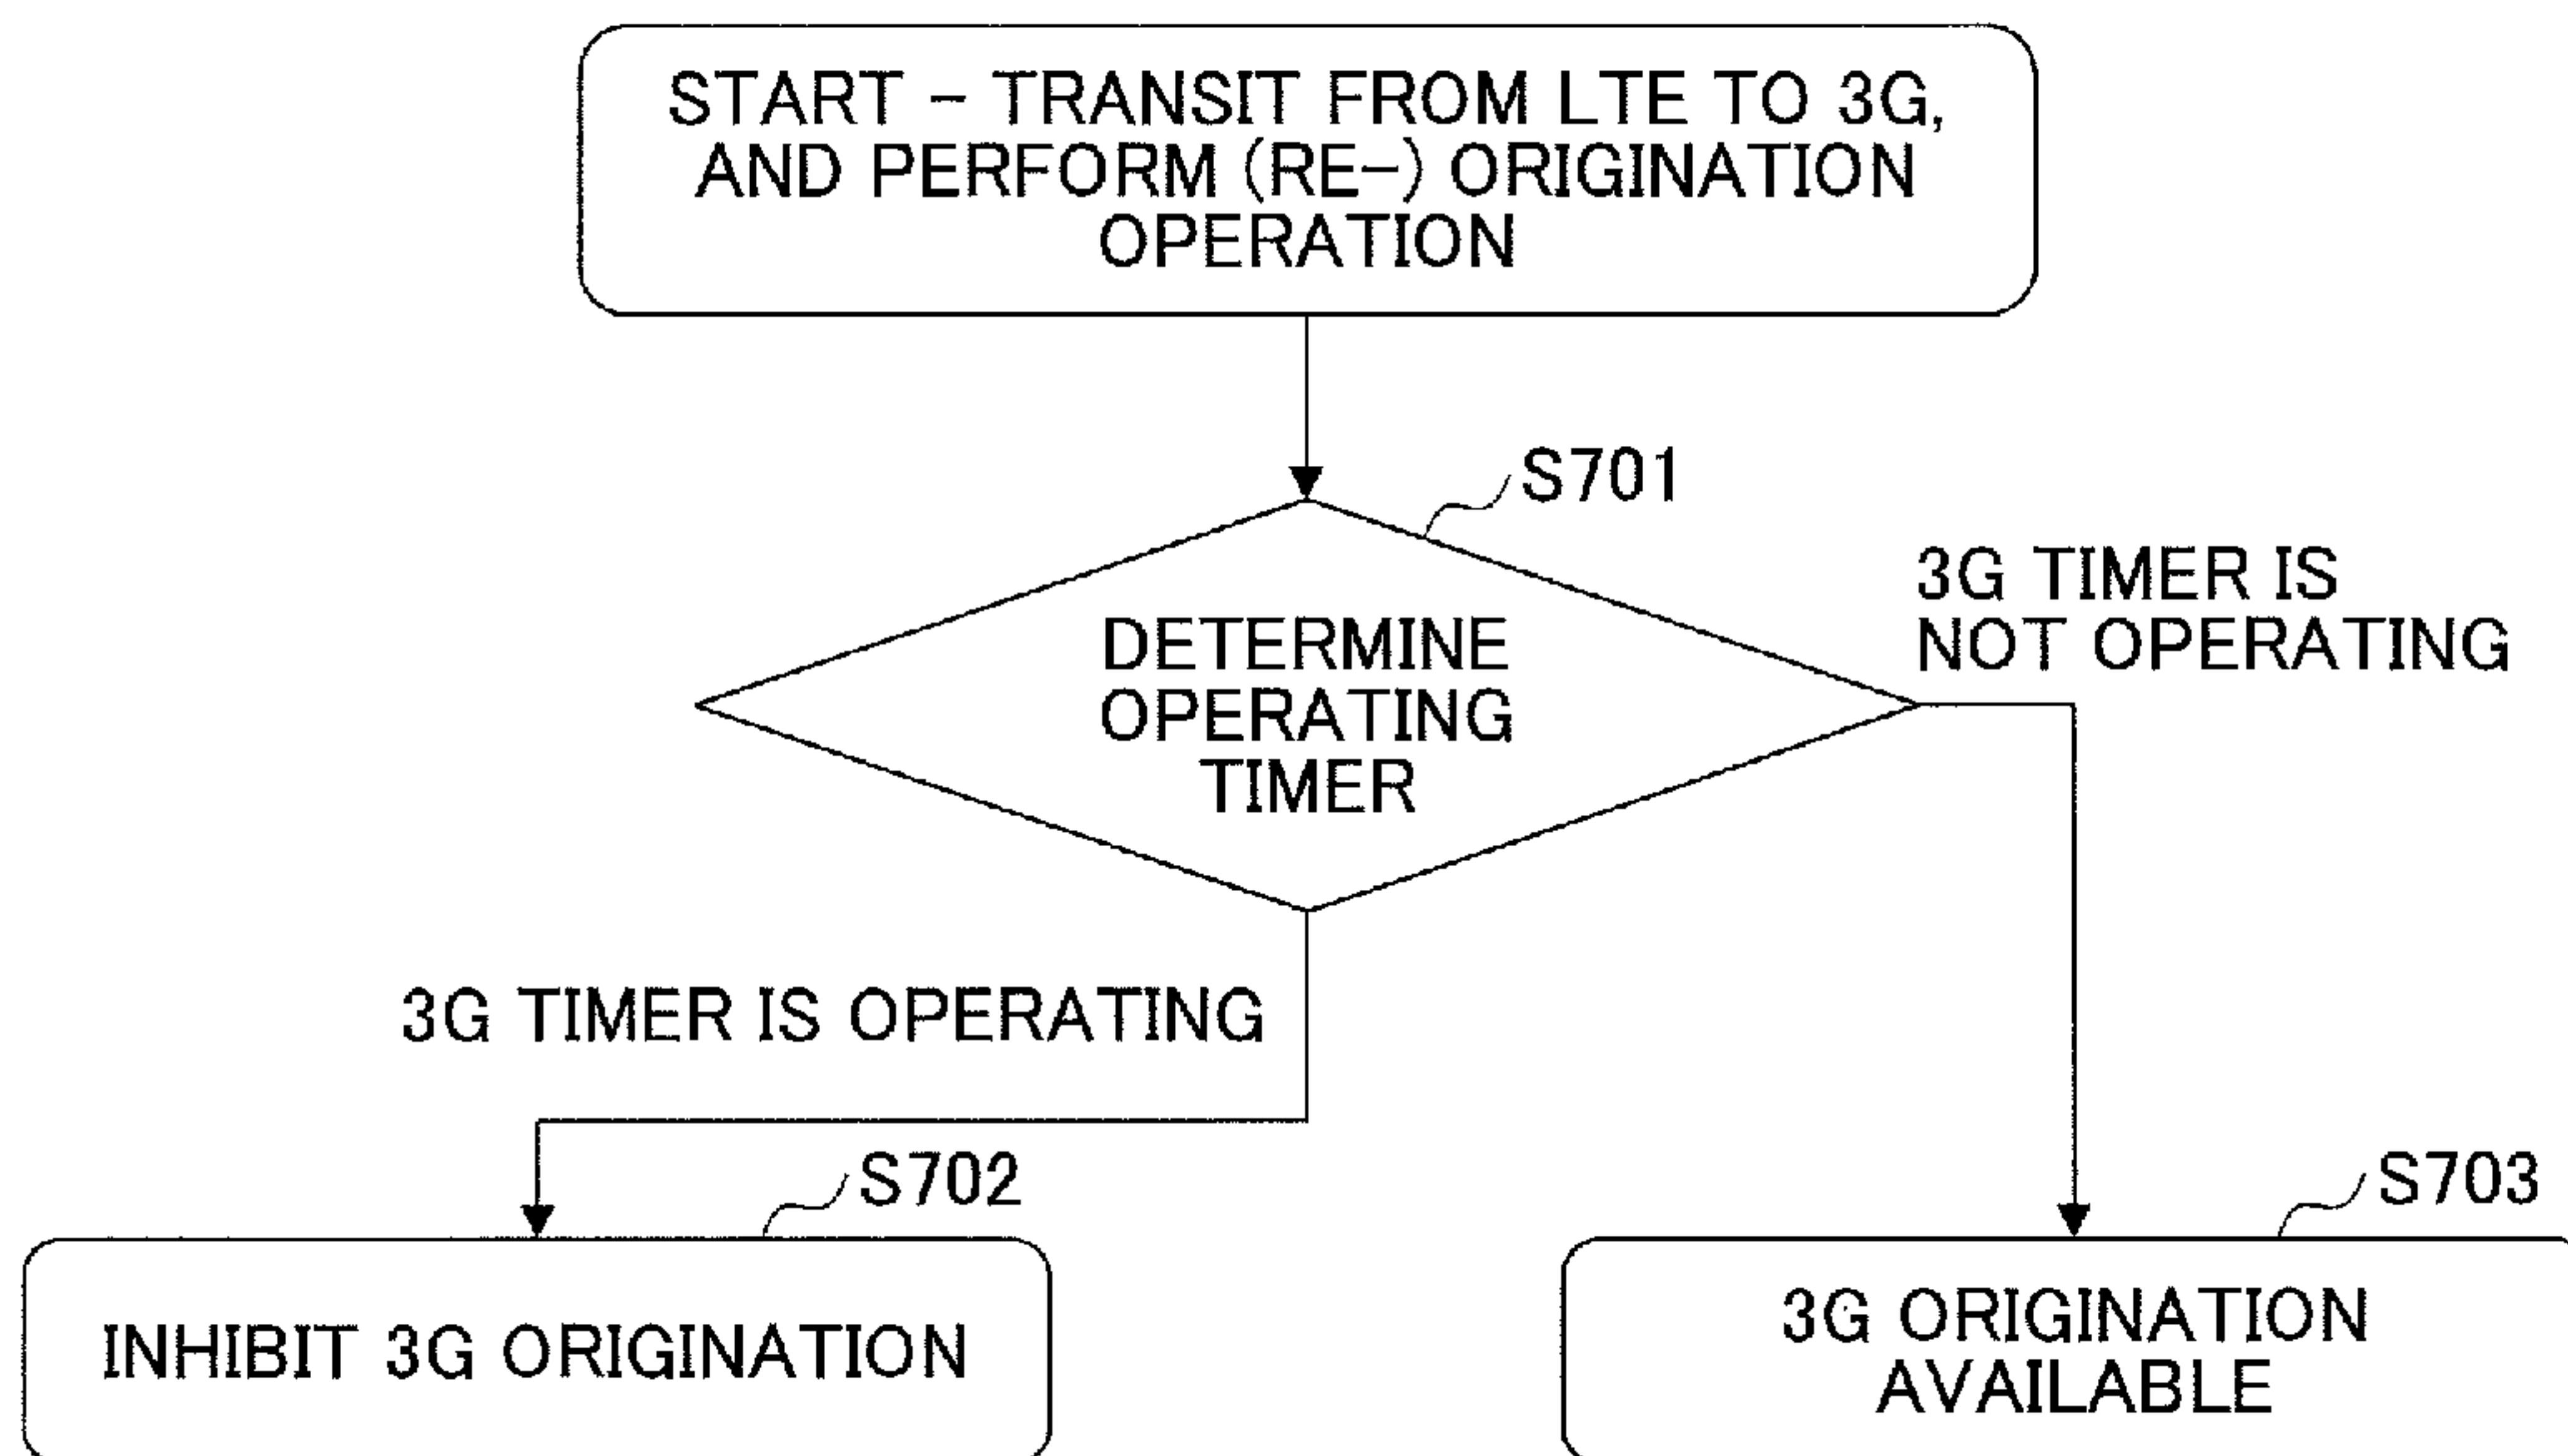 START – TRANSIT FROM LTE TO 3G,
AND PERFORM (RE–) ORIGINATION
OPERATION
S701
3G TIMER IS
NOT OPERATING
DETERMINE
OPERATING
TIMER
3G TIMER IS OPERATING
S702
S703
INHIBIT 3G ORIGINATION
3G ORIGINATION
AVAILABLE